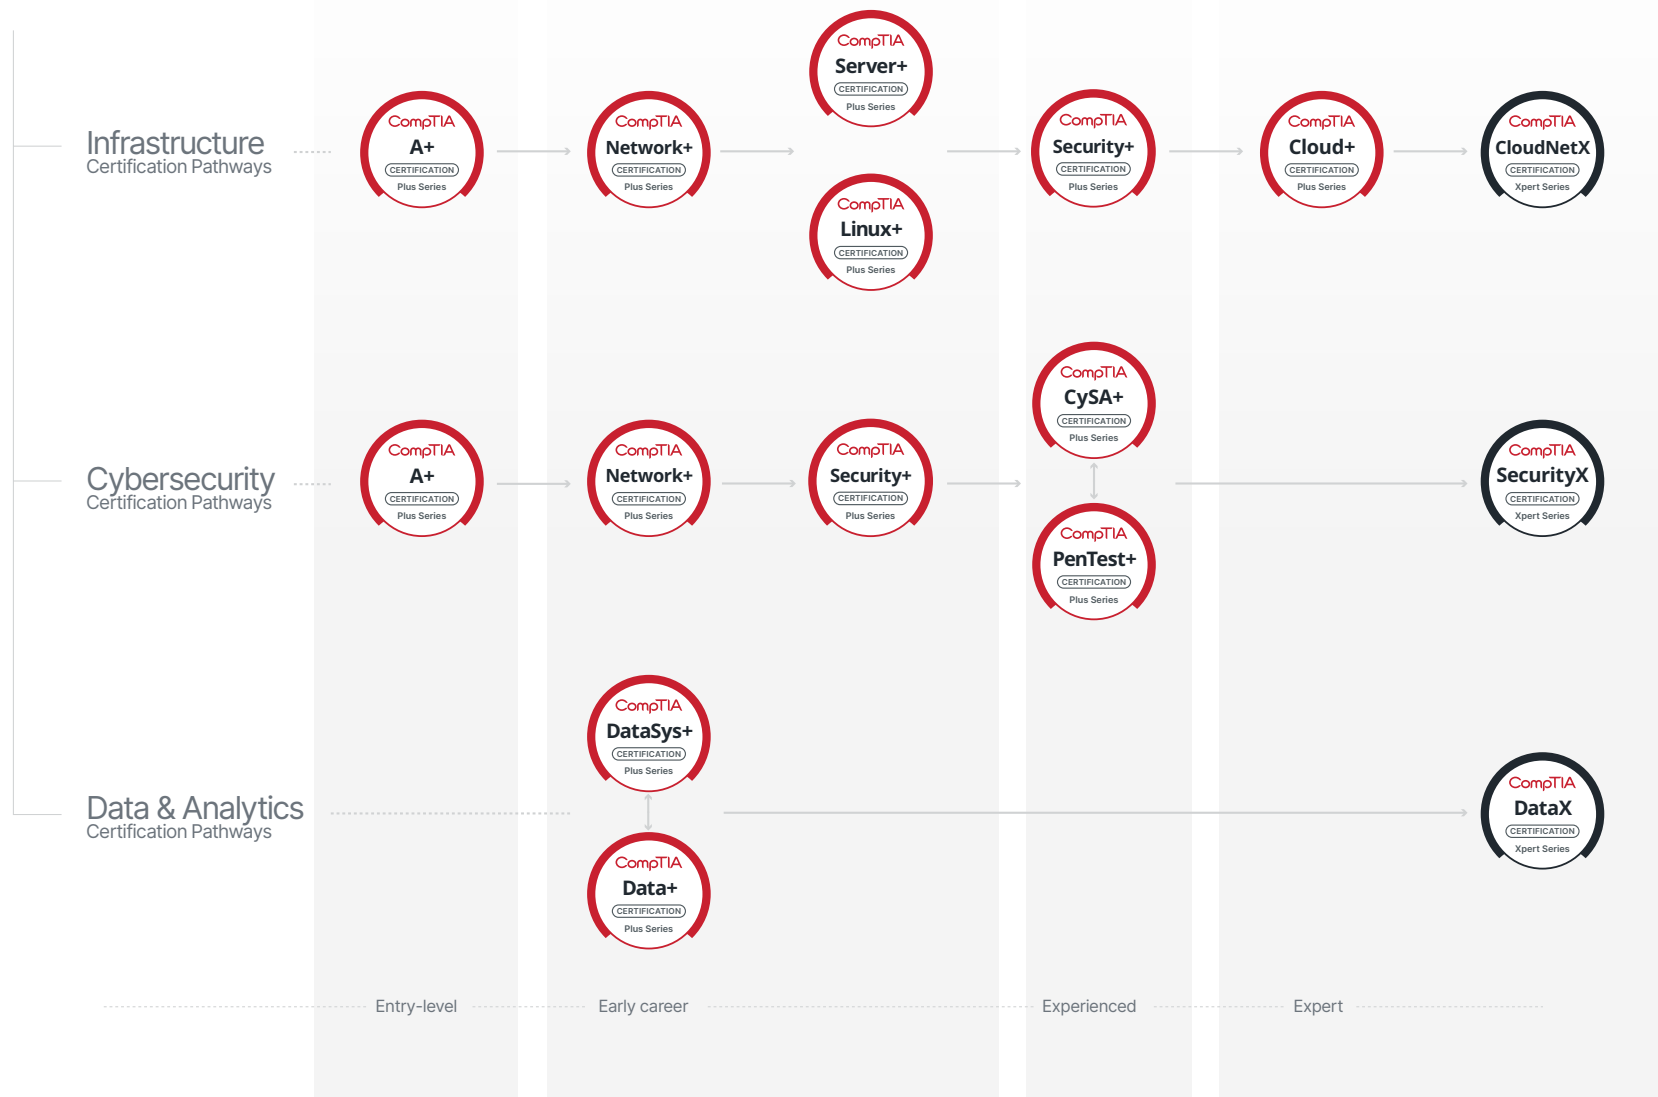 Infrastructure
Certification Pathways
CompTIA
A+
CERTIFICATION
Plus Series
CompTIA
Network+
CERTIFICATION
Plus Series
CompTIA
Server+
CERTIFICATION
Plus Series
CompTIA
Linux+
CERTIFICATION
Plus Series
CompTIA
Security+
CERTIFICATION
Plus Series
CompTIA
Cloud+
CERTIFICATION
Plus Series
CompTIA
CloudNetX
CERTIFICATION
Xpert Series
Cybersecurity
Certification Pathways
CompTIA
A+
CERTIFICATION
Plus Series
CompTIA
Network+
CERTIFICATION
Plus Series
CompTIA
Security+
CERTIFICATION
Plus Series
CompTIA
CySA+
CERTIFICATION
Plus Series
CompTIA
PenTest+
CERTIFICATION
Plus Series
CompTIA
SecurityX
CERTIFICATION
Xpert Series
Data & Analytics
Certification Pathways
CompTIA
DataSys+
CERTIFICATION
Plus Series
CompTIA
Data+
CERTIFICATION
Plus Series
CompTIA
DataX
CERTIFICATION
Xpert Series
Entry-level
Early career
Experienced
Expert